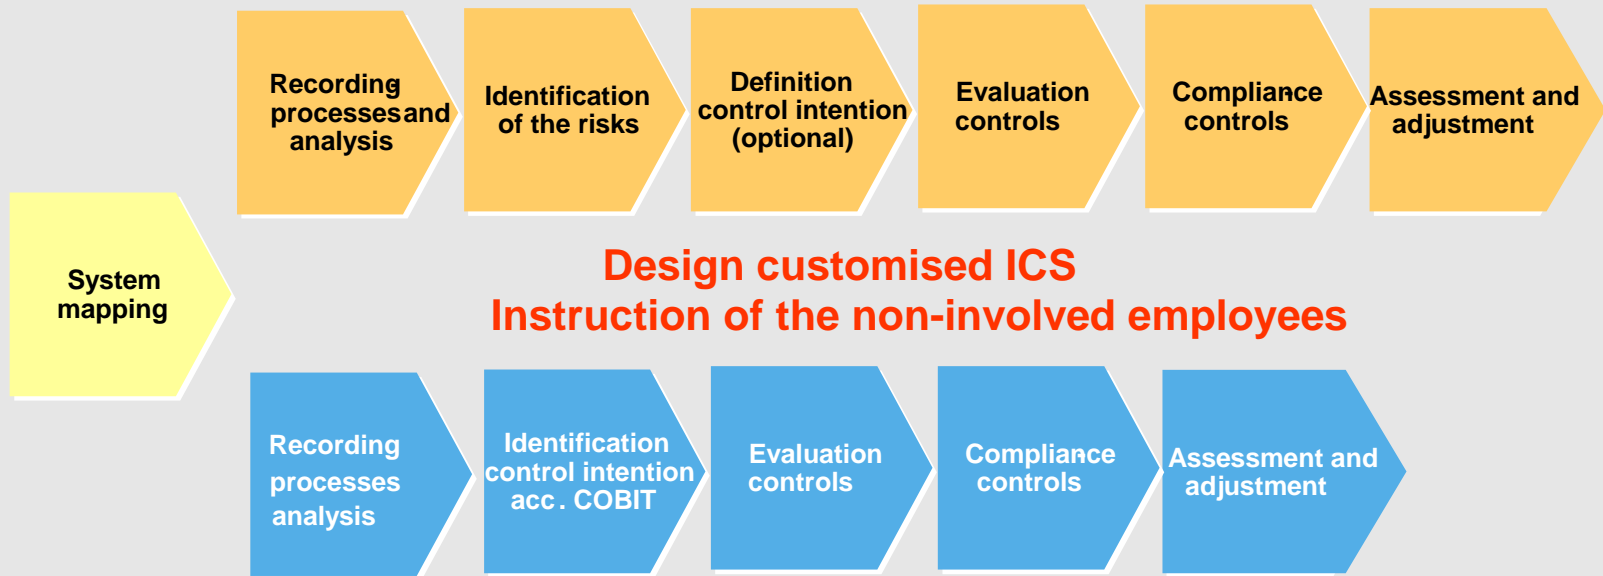 Recording
processes and
analysis
Identification
of the risks
Definition
control intention
(optional)
Evaluation
controls
Compliance
controls
Assessment and
adjustment
System
mapping
Design customised ICS
Instruction of the non-involved employees
Recording
processes
analysis
Identification
control intention
acc. COBIT
Evaluation
controls
Compliance
controls
Assessment and
adjustment